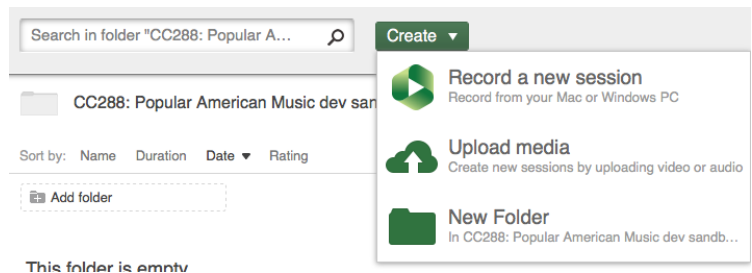 Search in folder "CC288: Popular A...
Create
Record a new session
Record from your Mac or Windows PC
CC288: Popular American Music dev san
Upload media
Create new sessions by uploading video or audio
Sort by: Name Duration Date Rating
Add folder
New Folder
In CC288: Popular American Music dev sandb...
This folder is empty